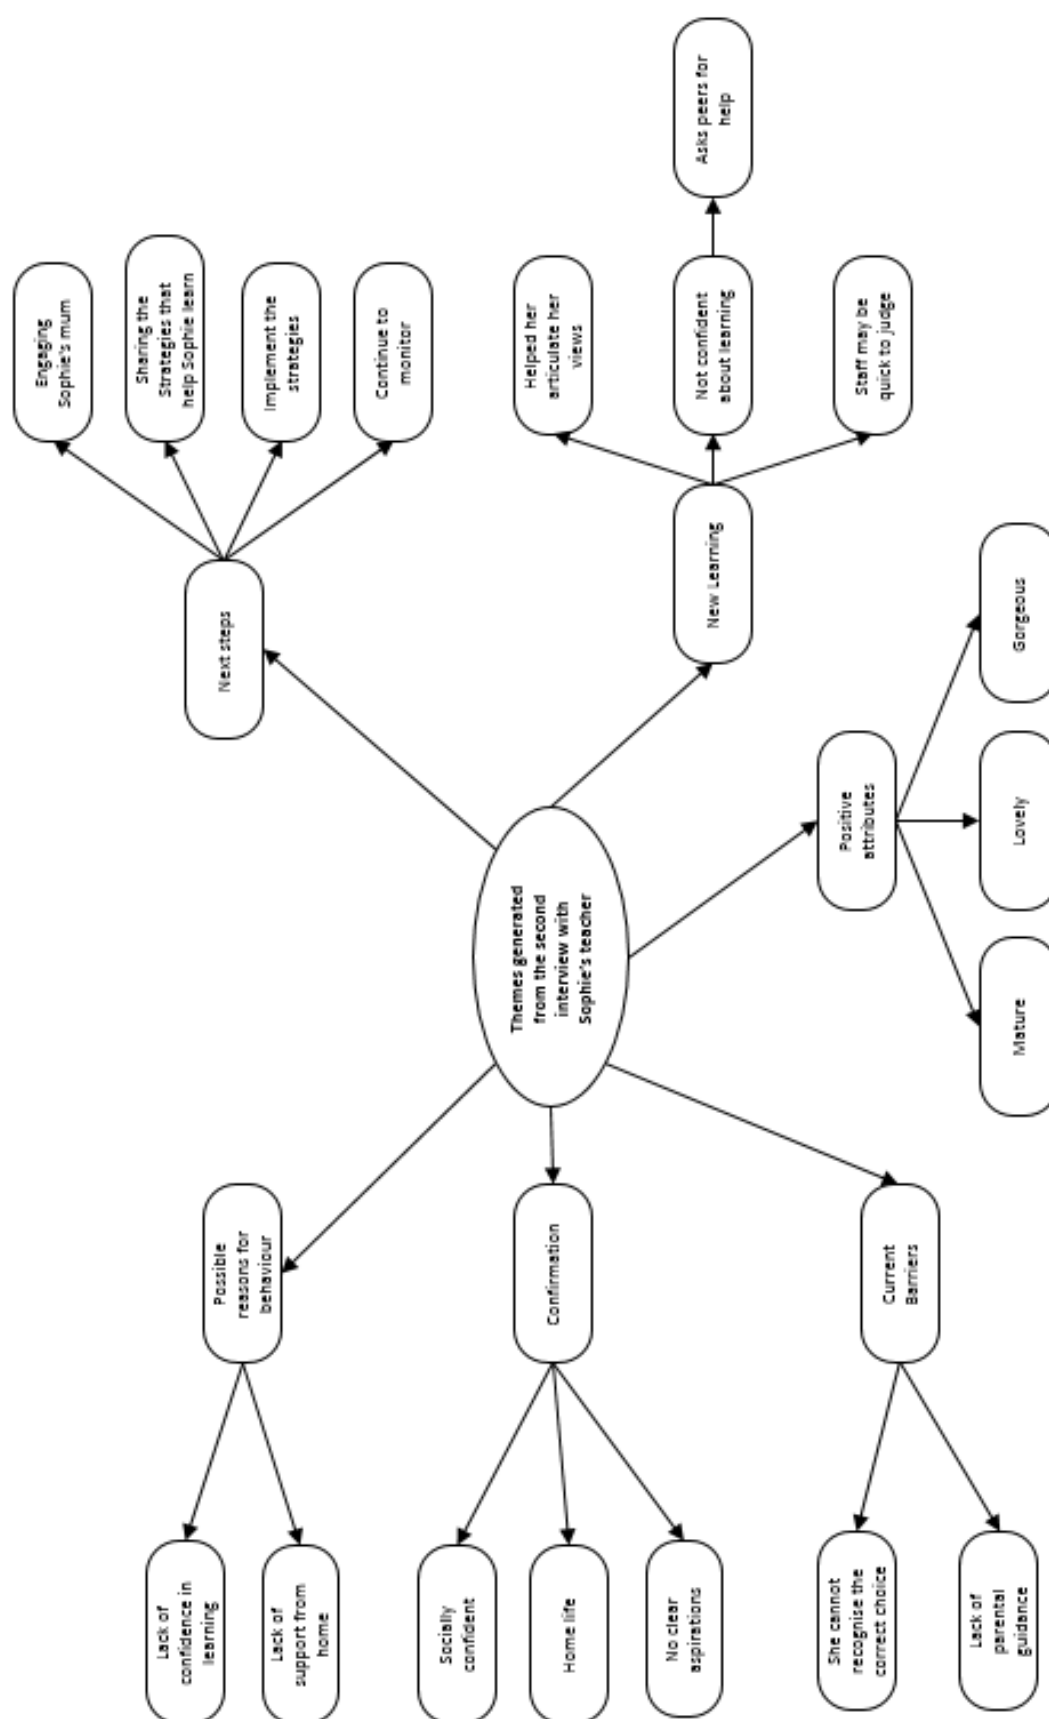 Lack of
confidence in
learning
Lack of
support from
home
Possible
reasons for
behaviour
Next steps
Engaging
Sophie's mum
Sharing the
Strategies that
help Sophie learn
Implement the
strategies
Continue to
monitor
Socially
confident
Home life
No clear
aspirations
Confirmation
Themes generated
from the second
interview with
Sophie's teacher
New Learning
Helped her
articulate her
views
Not confident
about learning
Staff may be
quick to judge
Asks peers for
help
She cannot
recognise the
correct choice
Lack of
parental
guidance
Current
Barriers
Positive
attributes
Mature
Lovely
Gorgeous